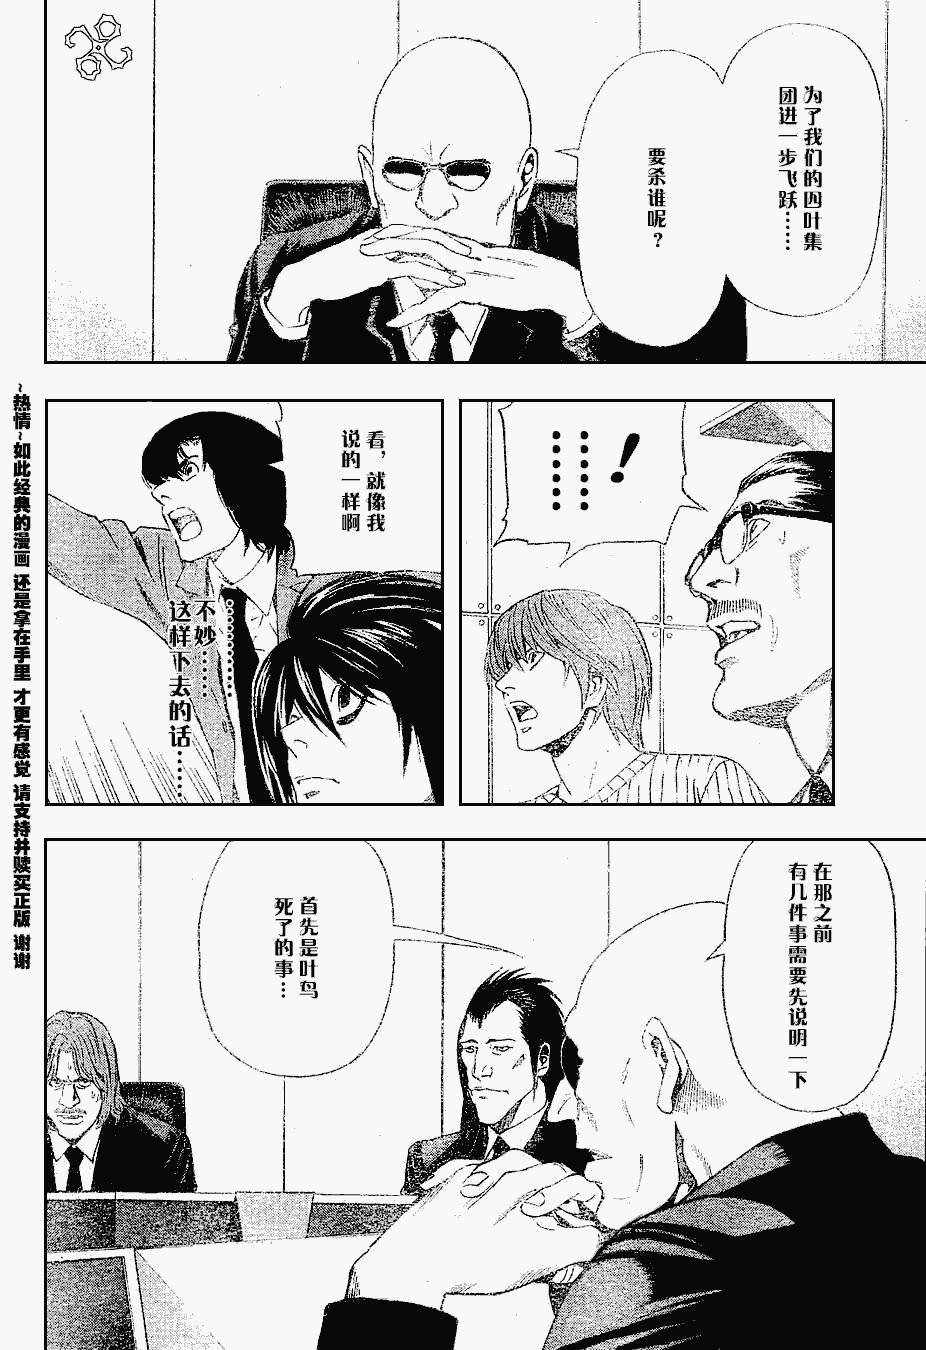 为了我们的四叶集
团进一步飞跃……
要杀谁呢？
……！
……
看，就像我
说的一样啊
…………
不妙……
这样下去的话……
在那之前
有几件事需要先说明一下
首先是叶鸟
死了的事…
~热情~如此经典的漫画 还是拿在手里 才更有感觉 请支持并赎买正版 谢谢